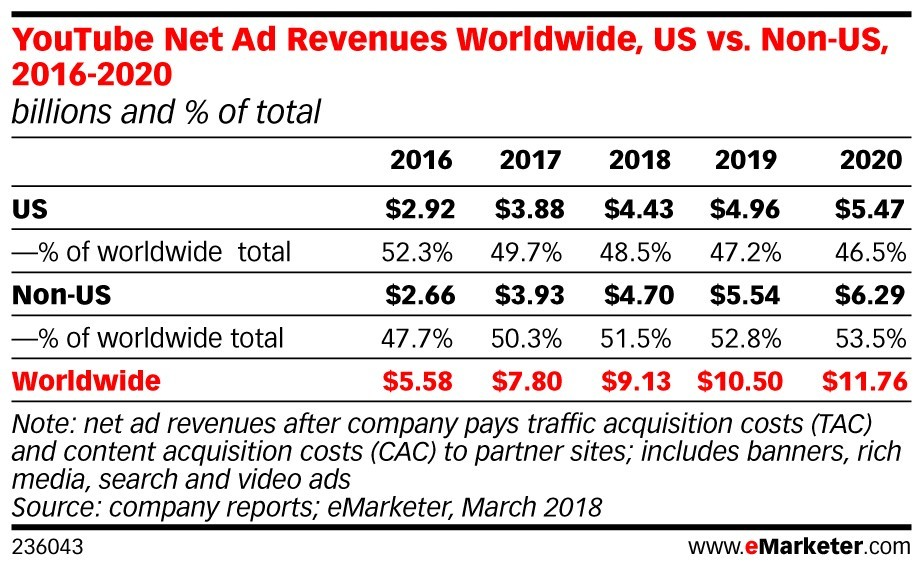 YouTube Net Ad Revenues Worldwide, US vs. Non-US,
2016-2020
billions and % of total
2016 2017 2018 2019 2020
US $2.92 $3.88 $4.43 $4.96 $5.47
—% of worldwide total 52.3% 49.7% 48.5% 47.2% 46.5%
Non-US $2.66 $3.93 $4.70 $5.54 $6.29
—% of worldwide total 47.7% 50.3% 51.5% 52.8% 53.5%
Worldwide $5.58 $7.80 $9.13 $10.50 $11.76
Note: net ad revenues after company pays traffic acquisition costs (TAC)
and content acquisition costs (CAC) to partner sites; includes banners, rich
media, search and video ads
Source: company reports; eMarketer, March 2018
236043 www.eMarketer.com